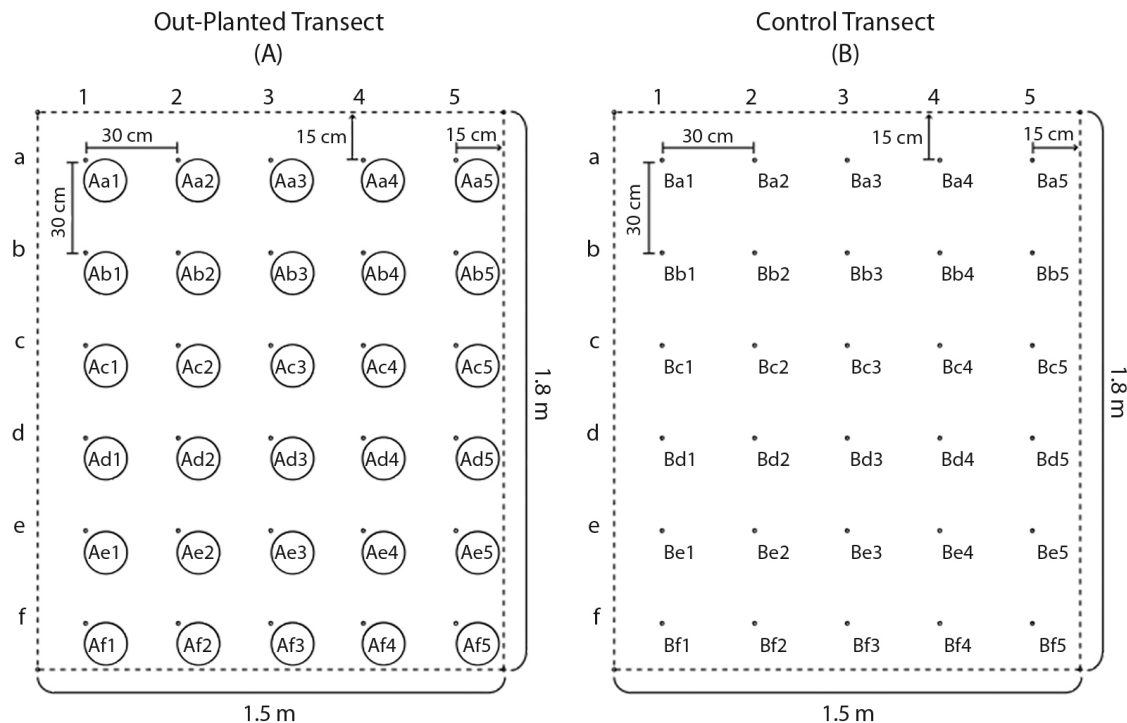 Out-Planted Transect
(A)
1 2 3 4 5
30 cm
15 cm
15 cm
a
Aa1 Aa2 Aa3 Aa4 Aa5
30 cm
b
Ab1 Ab2 Ab3 Ab4 Ab5
c
Ac1 Ac2 Ac3 Ac4 Ac5
d
Ad1 Ad2 Ad3 Ad4 Ad5
e
Ae1 Ae2 Ae3 Ae4 Ae5
f
Af1 Af2 Af3 Af4 Af5
1.8 m
1.5 m
Control Transect
(B)
1 2 3 4 5
30 cm
15 cm
15 cm
a
Ba1 Ba2 Ba3 Ba4 Ba5
30 cm
b
Bb1 Bb2 Bb3 Bb4 Bb5
c
Bc1 Bc2 Bc3 Bc4 Bc5
d
Bd1 Bd2 Bd3 Bd4 Bd5
e
Be1 Be2 Be3 Be4 Be5
f
Bf1 Bf2 Bf3 Bf4 Bf5
1.8 m
1.5 m